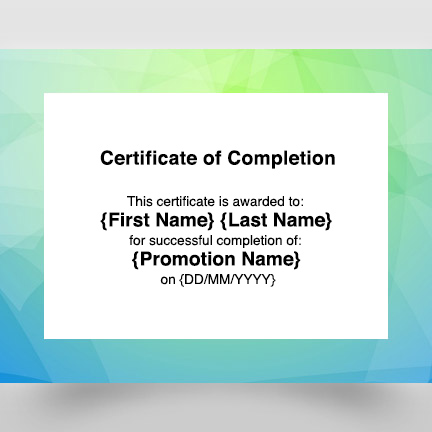 Certificate of Completion
This certificate is awarded to:
{First Name} {Last Name}
for successful completion of:
{Promotion Name}
on {DD/MM/YYYY}